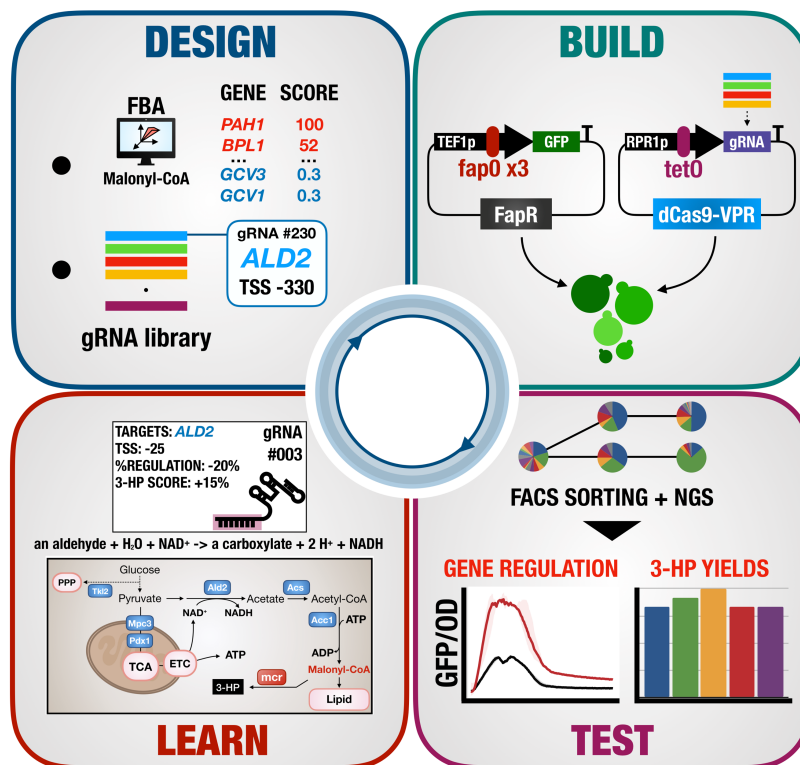 DESIGN
FBA
Malonyl-CoA
GENE SCORE
PAH1 100
BPL1 52
... ...
GCV3 0.3
GCV1 0.3
gRNA #230
ALD2
TSS -330
gRNA library
BUILD
TEF1p GFP
fapO x3
FapR
RPR1p gRNA
tetO
dCas9-VPR
TARGETS: ALD2
TSS: -25
%REGULATION: -20%
3-HP SCORE: +15%
gRNA
#003
an aldehyde + H₂O + NAD⁺ -> a carboxylate + 2 H⁺ + NADH
Glucose
PPP
Tkl2
Pyruvate
Ald2
NAD⁺
NADH
Acetate
Acs
Acetyl-CoA
Mpc3
Pdx1
TCA
ETC
ATP
Acc1
ATP
ADP
Malonyl-CoA
mcr
3-HP
Lipid
LEARN
FACS SORTING + NGS
GENE REGULATION
GFP/OD
3-HP YIELDS
TEST